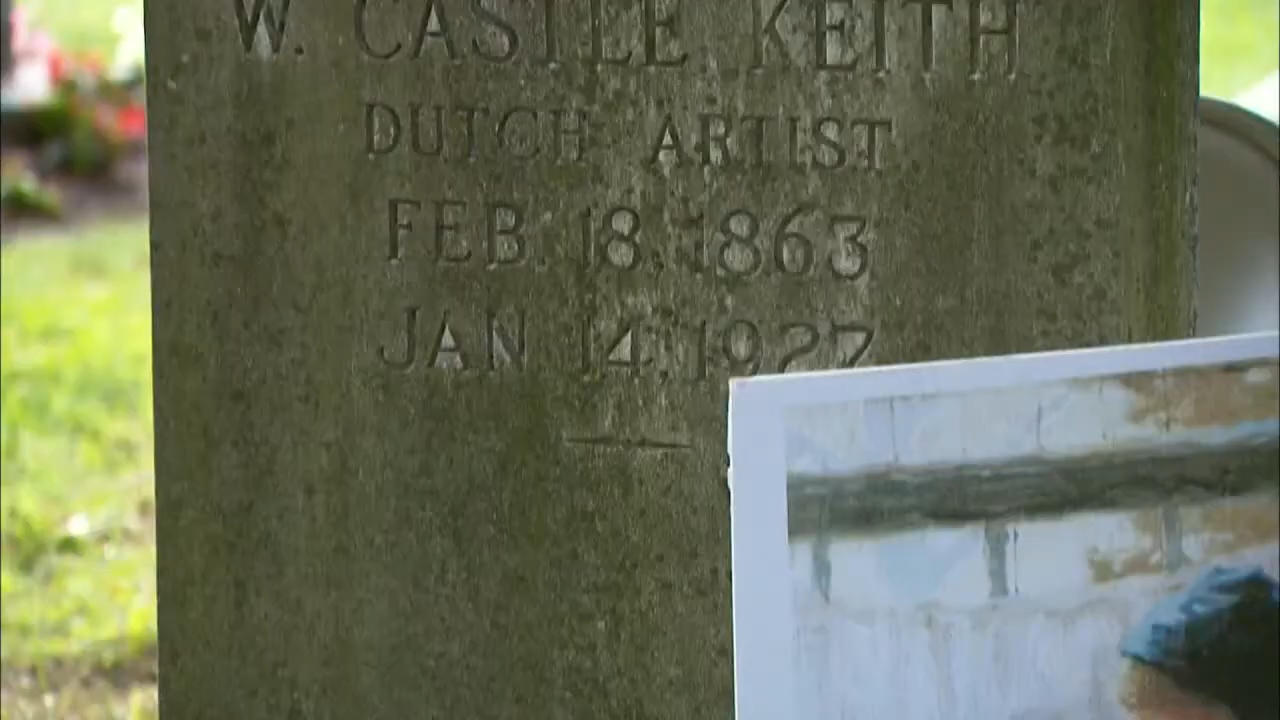 W. CASTLE KEITH
DUTCH ARTIST
FEB. 18, 1863
JAN 14, 1927